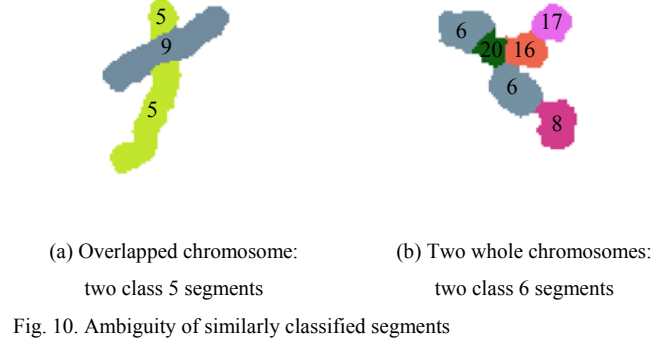 5
9
5
6
17
20
16
6
8
(a) Overlapped chromosome:
two class 5 segments
(b) Two whole chromosomes:
two class 6 segments
Fig. 10. Ambiguity of similarly classified segments